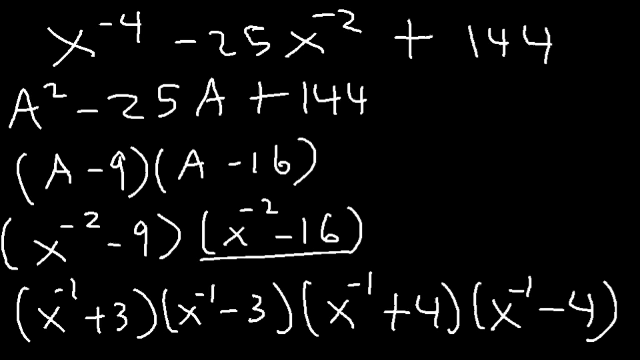 x⁻⁴ - 25x⁻² + 144
A² - 25A + 144
(A - 9)(A - 16)
(x⁻² - 9)(x⁻² - 16)
(x⁻¹ + 3)(x⁻¹ - 3)(x⁻¹ + 4)(x⁻¹ - 4)